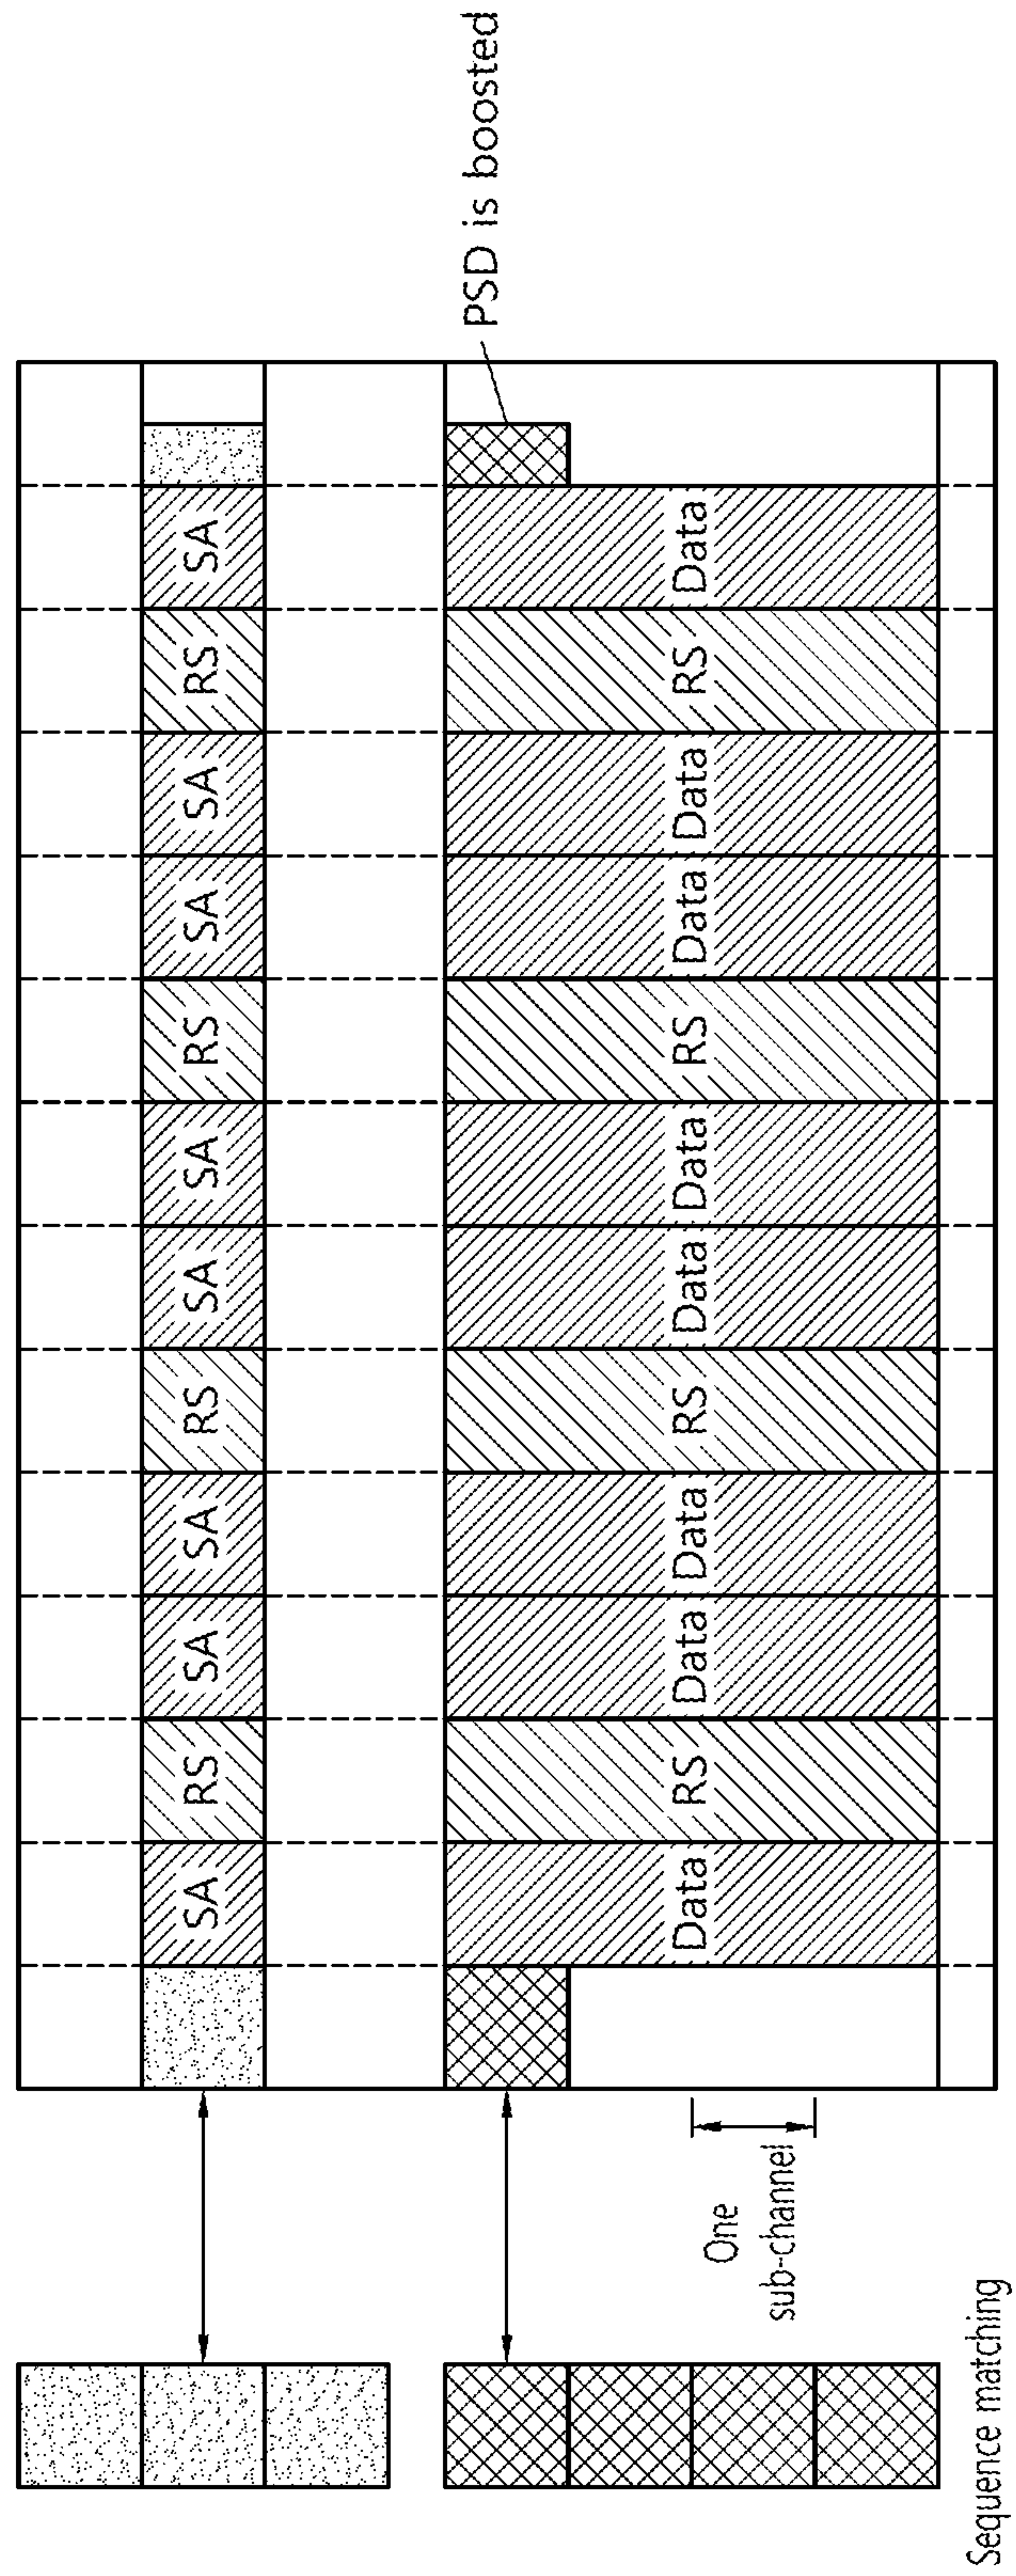 SA RS SA SA RS SA SA RS SA SA RS SA
PSD is boosted
Data RS Data Data RS Data Data RS Data Data RS Data
One
sub-channel
Sequence matching